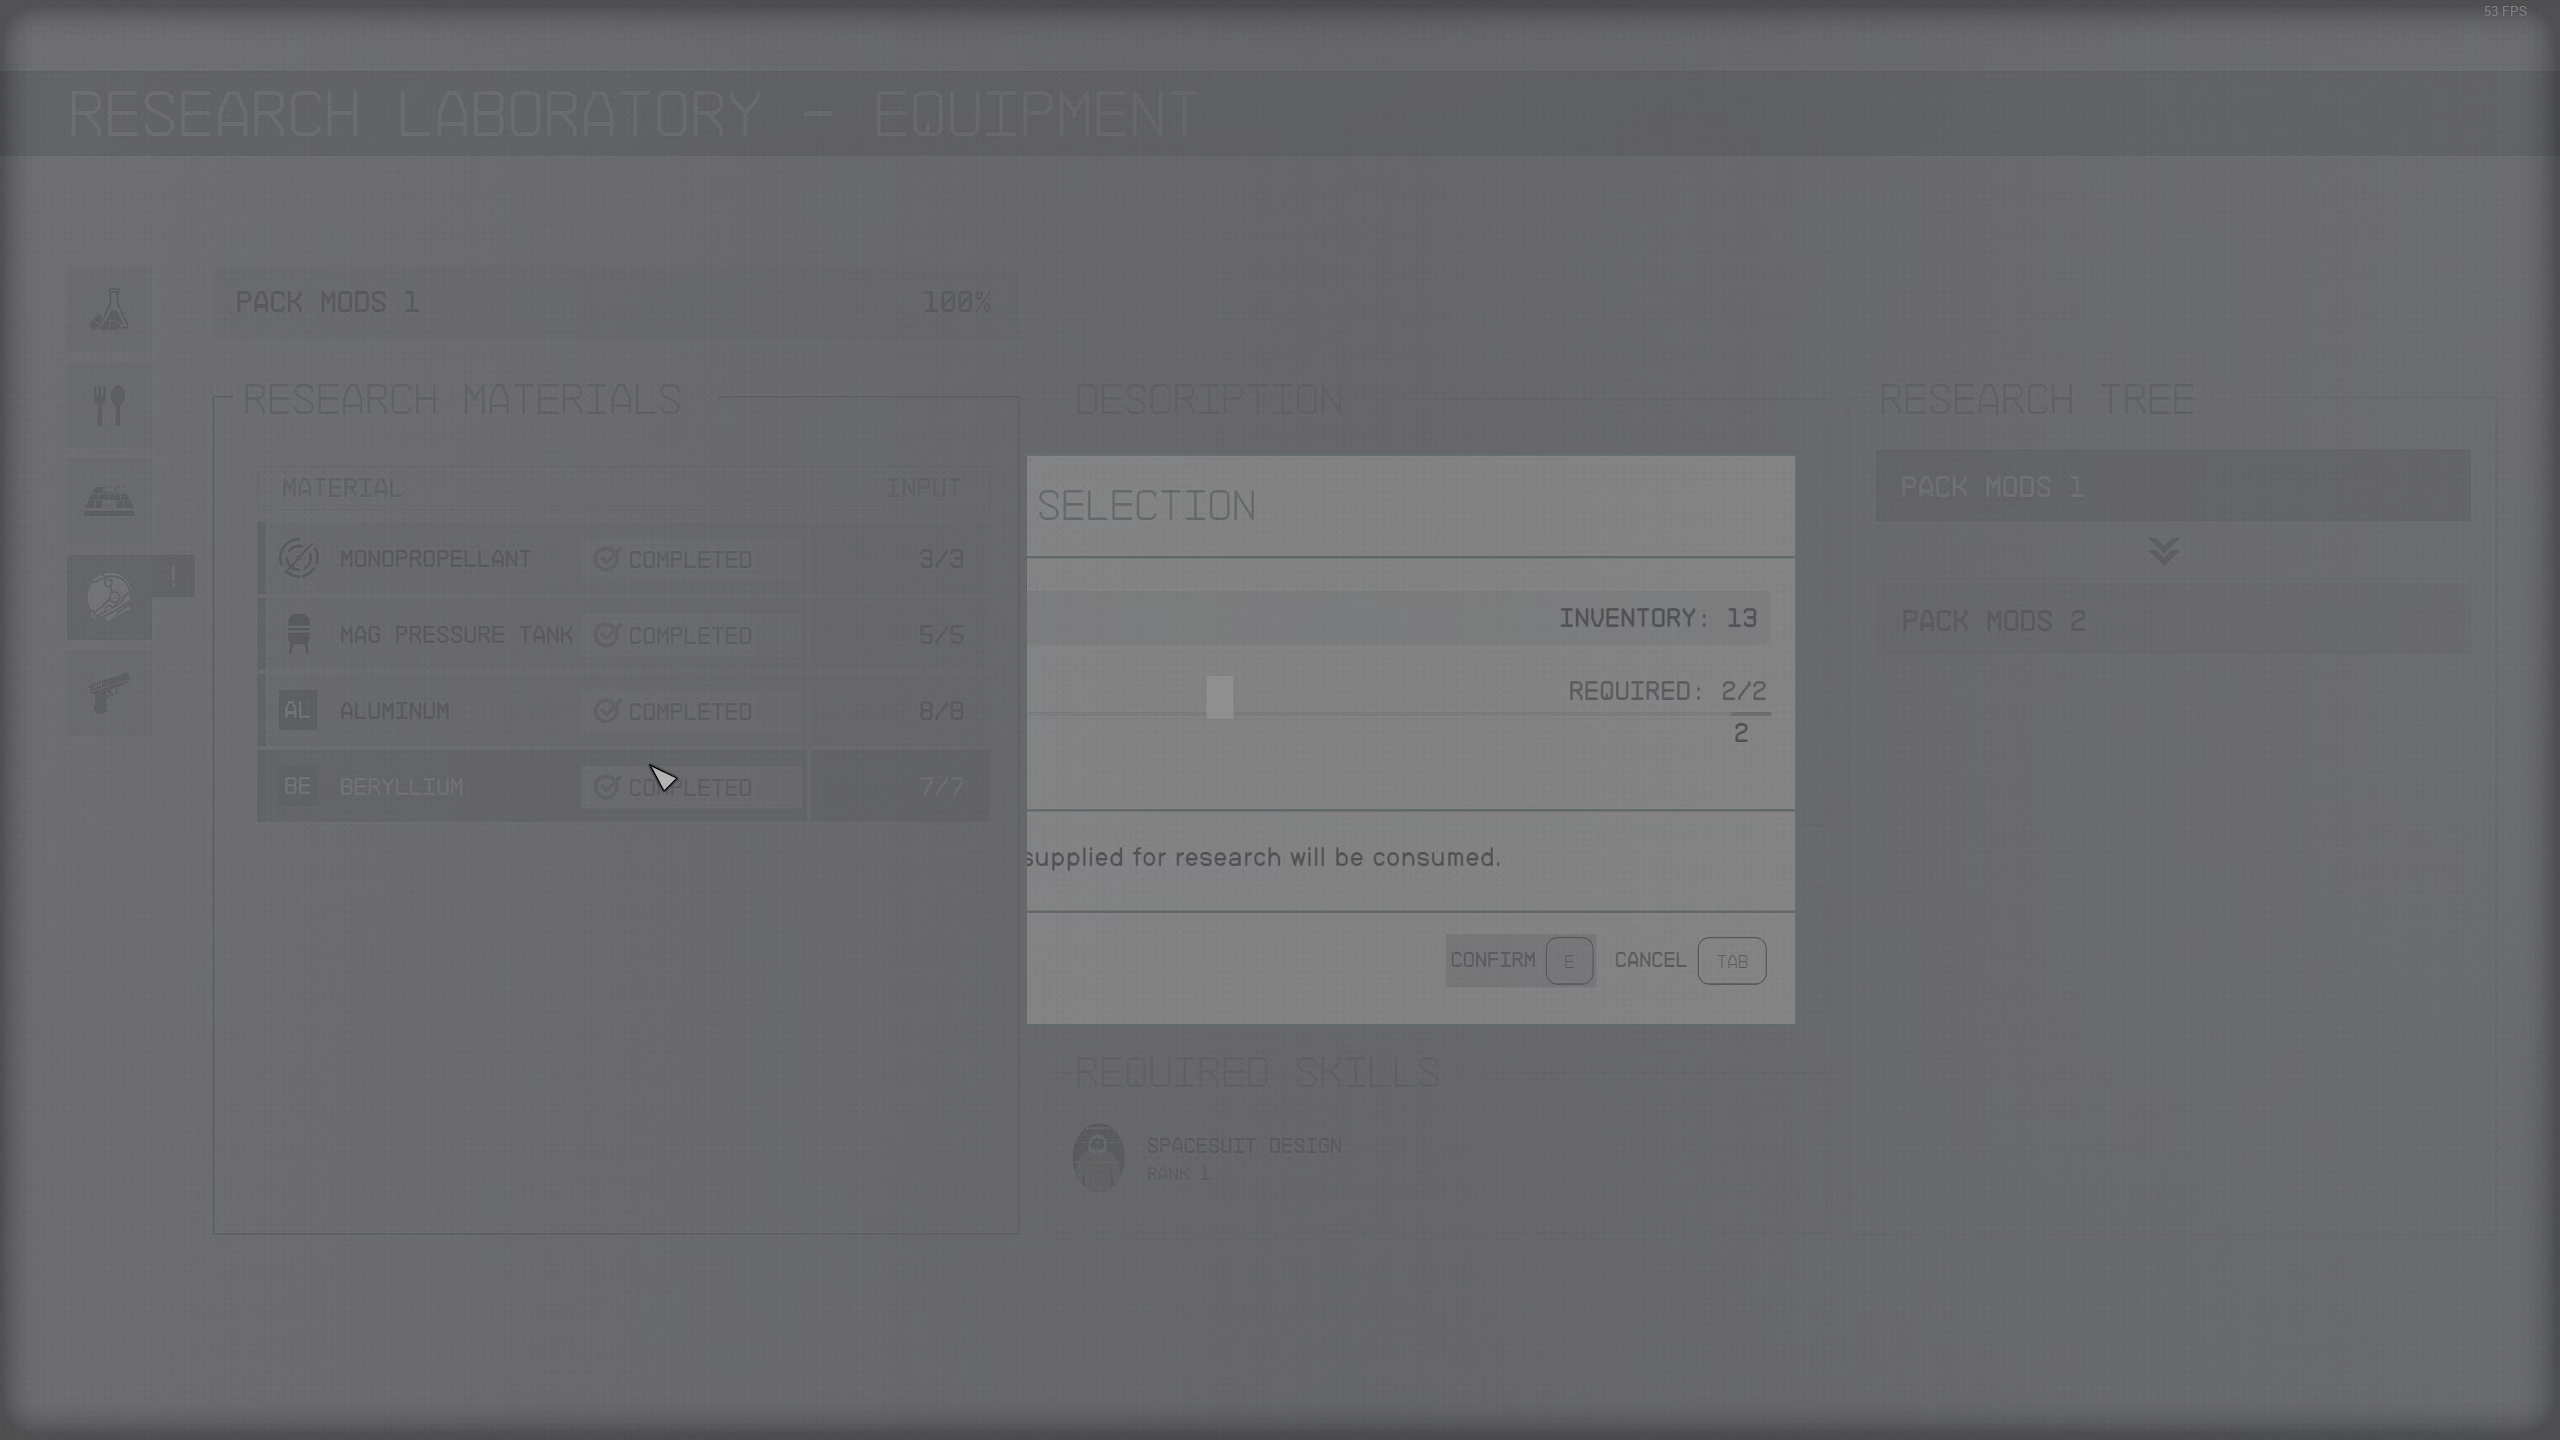 53 FPS
RESEARCH LABORATORY - EQUIPMENT
PACK MODS 1 100%
RESEARCH MATERIALS
MATERIAL INPUT
MONOPROPELLANT COMPLETED 3/3
MAG PRESSURE TANK COMPLETED 5/5
AL ALUMINUM COMPLETED 8/8
BE BERYLLIUM COMPLETED 7/7
!
DESCRIPTION
SELECTION
INVENTORY: 13
REQUIRED: 2/2
2
supplied for research will be consumed.
CONFIRM E CANCEL TAB
REQUIRED SKILLS
SPACESUIT DESIGN
RANK 1
RESEARCH TREE
PACK MODS 1
PACK MODS 2